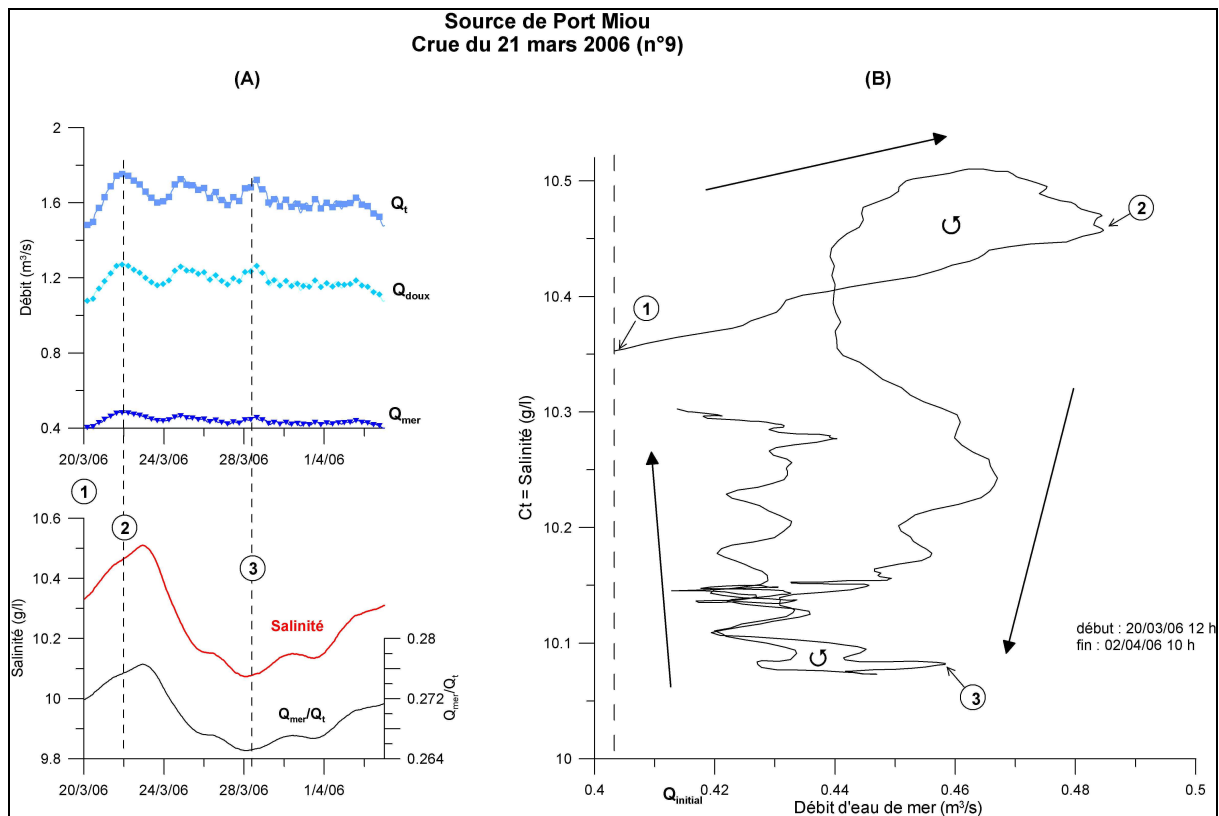 Source de Port Miou
Crue du 21 mars 2006 (n°9)
(A)
2
1.6
1.2
0.8
0.4
Débit (m³/s)
Qt
Qdoux
Qmer
20/3/06 24/3/06 28/3/06 1/4/06
1
2
3
10.6
10.4
10.2
10
9.8
Salinité (g/l)
Salinité
Qmer/Qt
0.28
0.272
0.264
Qmer/Qt
20/3/06 24/3/06 28/3/06 1/4/06
(B)
10.5
10.4
10.3
10.2
10.1
10
Ct = Salinité (g/l)
1
2
3
début : 20/03/06 12 h
fin : 02/04/06 10 h
0.4 0.42 0.44 0.46 0.48 0.5
Qinitial
Débit d'eau de mer (m³/s)